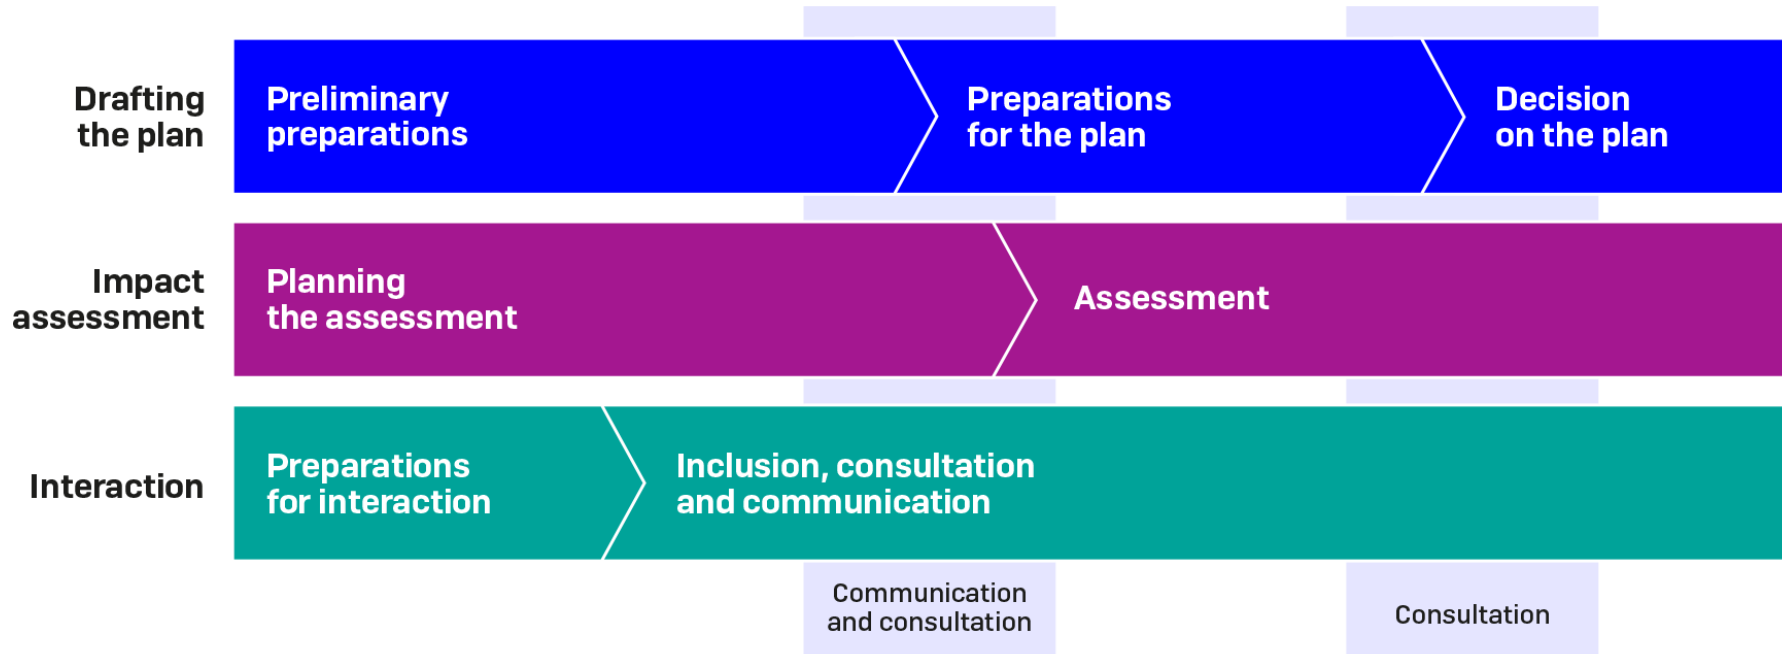 Drafting
the plan
Preliminary
preparations
Preparations
for the plan
Decision
on the plan
Impact
assessment
Planning
the assessment
Assessment
Interaction
Preparations
for interaction
Inclusion, consultation
and communication
Communication
and consultation
Consultation